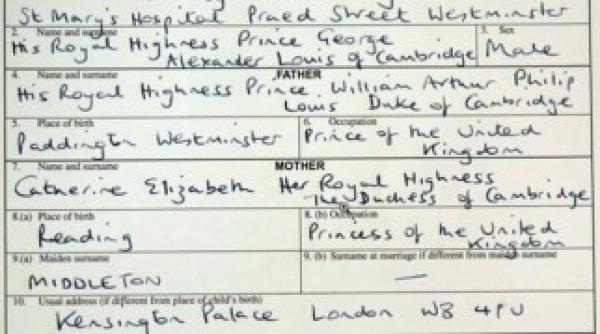 St Mary's Hospital Praed Street Westminster
2. Name and surname 3. Sex
His Royal Highness Prince George
Alexander Louis of Cambridge Male
4. Name and surname FATHER
His Royal Highness Prince William Arthur Philip
Louis Duke of Cambridge
5. Place of birth 6. Occupation
Paddington Westminster Prince of the United
Kingdom
7. Name and surname MOTHER
Catherine Elizabeth Her Royal Highness
The Duchess of Cambridge
8.(a) Place of birth 8. (b) Occupation
Reading Princess of the United
Kingdom
9.(a) Maiden surname 9. (b) Surname at marriage if different from maiden surname
MIDDLETON —
10. Usual address (if different from place of child's birth)
Kensington Palace London W8 4PU